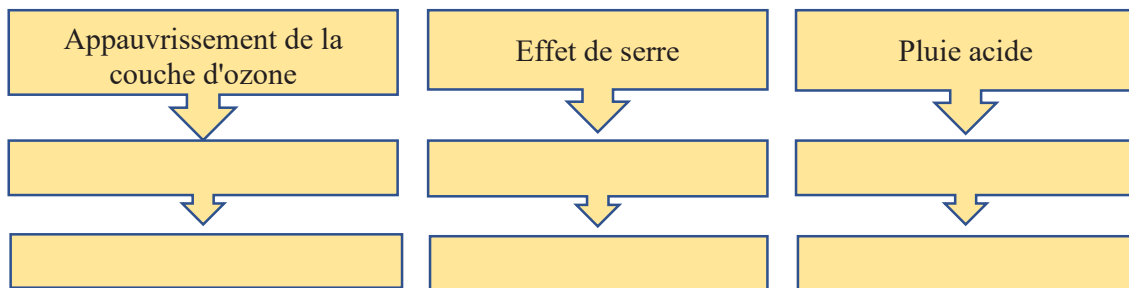 Appauvrissement de la
couche d'ozone
Effet de serre
Pluie acide